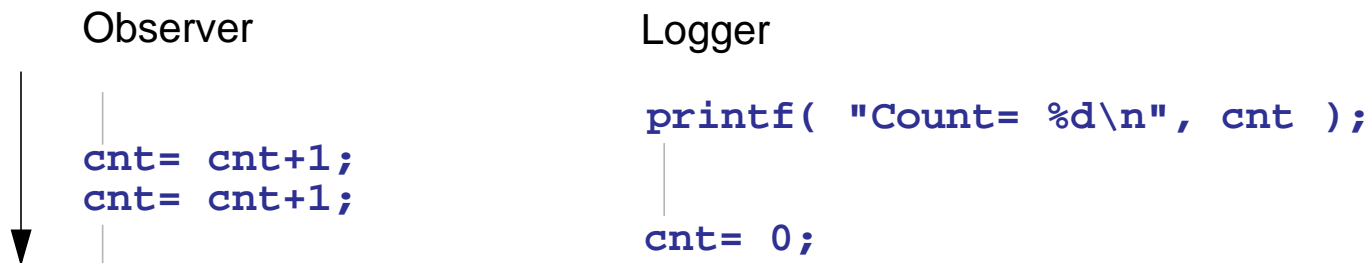 Observer
cnt= cnt+1;
cnt= cnt+1;
Logger
printf( "Count= %d\n", cnt );
cnt= 0;